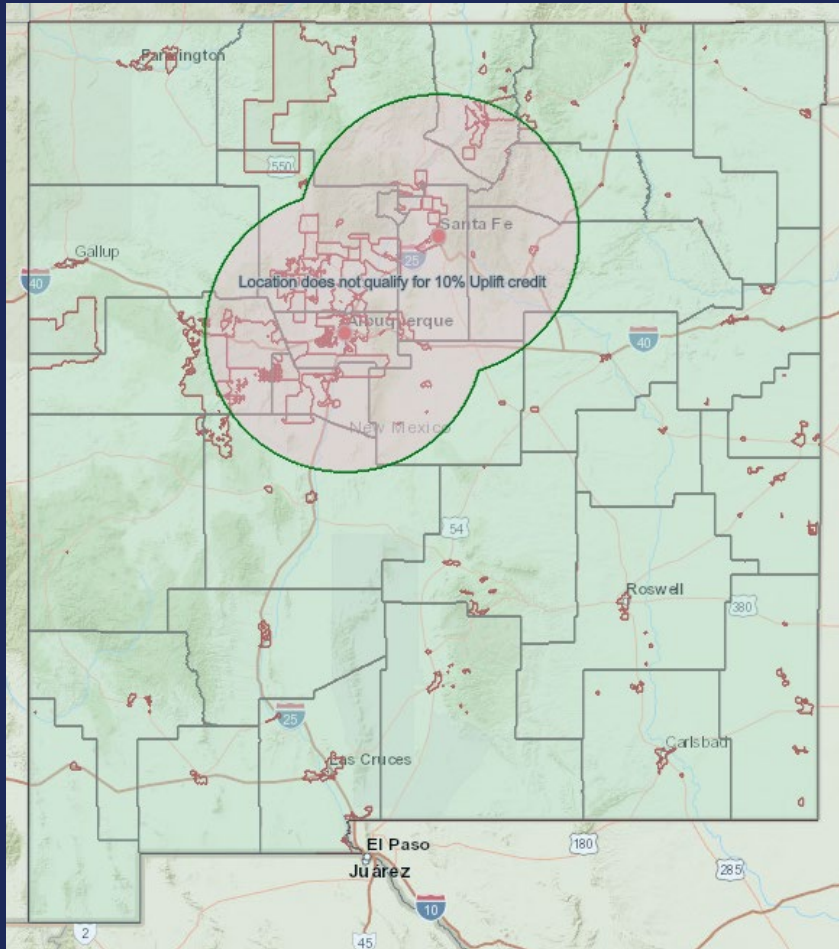 Farmington
550
Santa Fe
Gallup
25
40
Location does not qualify for 10% Uplift credit
Albuquerque
40
New Mexico
54
Roswell
380
25
Carlsbad
Las Cruces
El Paso
180
Juárez
285
10
2
45